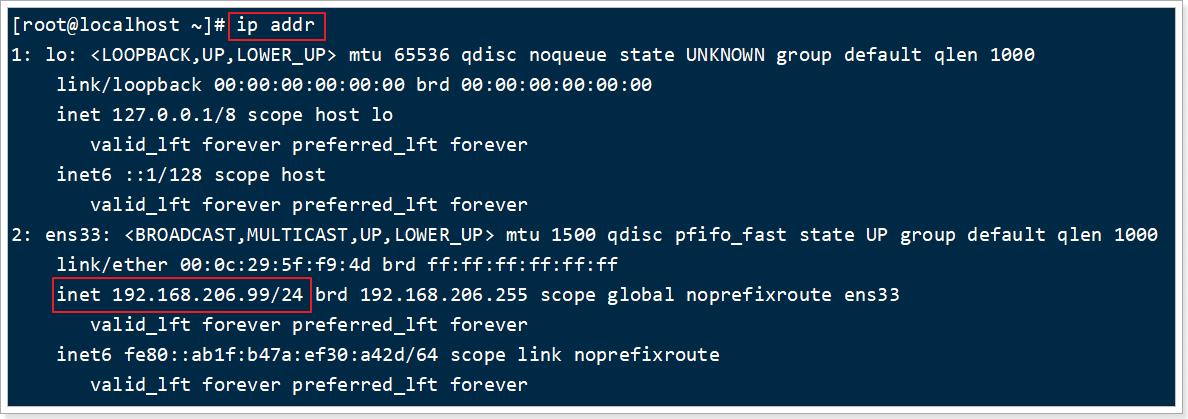 [root@localhost ~]# ip addr
1: lo: <LOOPBACK,UP,LOWER_UP> mtu 65536 qdisc noqueue state UNKNOWN group default qlen 1000
link/loopback 00:00:00:00:00:00 brd 00:00:00:00:00:00
inet 127.0.0.1/8 scope host lo
valid_lft forever preferred_lft forever
inet6 ::1/128 scope host
valid_lft forever preferred_lft forever
2: ens33: <BROADCAST,MULTICAST,UP,LOWER_UP> mtu 1500 qdisc pfifo_fast state UP group default qlen 1000
link/ether 00:0c:29:5f:f9:4d brd ff:ff:ff:ff:ff:ff
inet 192.168.206.99/24 brd 192.168.206.255 scope global noprefixroute ens33
valid_lft forever preferred_lft forever
inet6 fe80::ab1f:b47a:ef30:a42d/64 scope link noprefixroute
valid_lft forever preferred_lft forever